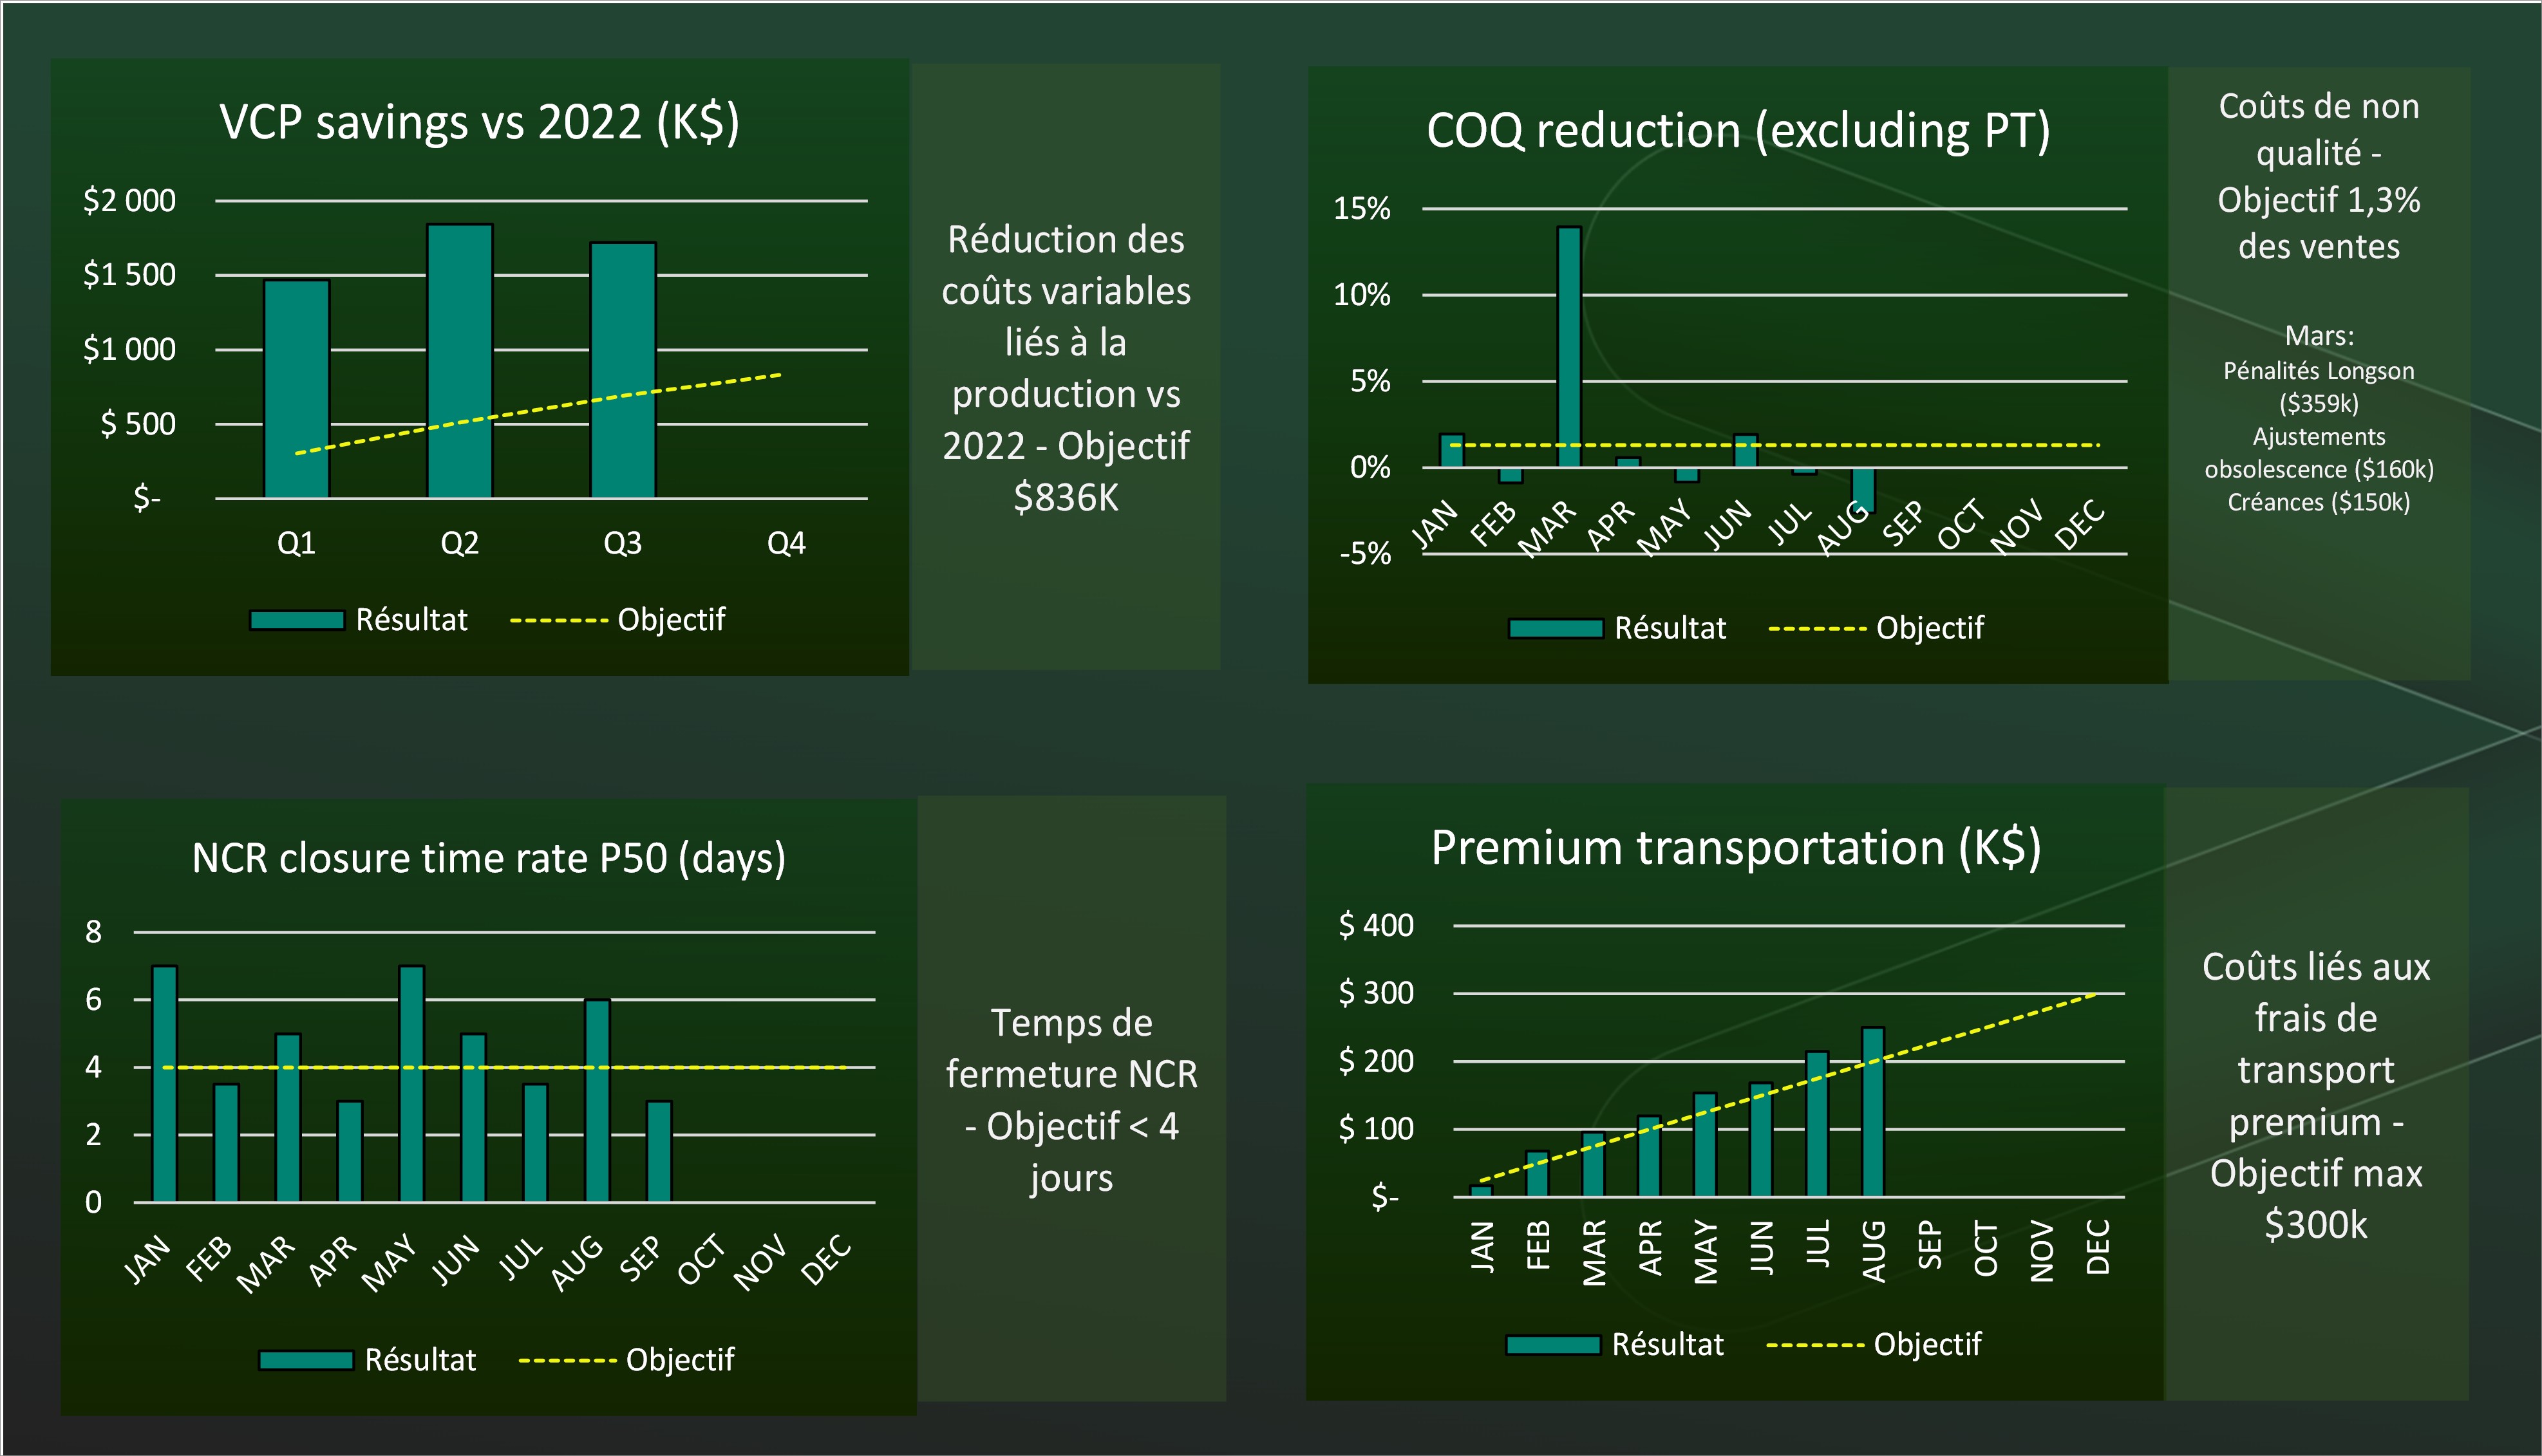 VCP savings vs 2022 (K$)
$2 000
$1 500
$1 000
$ 500
$-
Q1 Q2 Q3 Q4
Résultat Objectif
Réduction des
coûts variables
liés à la
production vs
2022 - Objectif
$836K
COQ reduction (excluding PT)
15%
10%
5%
0%
-5%
JAN FEB MAR APR MAY JUN JUL AUG SEP OCT NOV DEC
Résultat Objectif
Coûts de non
qualité -
Objectif 1,3%
des ventes
Mars:
Pénalités Longson
($359k)
Ajustements
obsolescence ($160k)
Créances ($150k)
NCR closure time rate P50 (days)
8
6
4
2
0
JAN FEB MAR APR MAY JUN JUL AUG SEP OCT NOV DEC
Résultat Objectif
Temps de
fermeture NCR
- Objectif < 4
jours
Premium transportation (K$)
$ 400
$ 300
$ 200
$ 100
$-
JAN FEB MAR APR MAY JUN JUL AUG SEP OCT NOV DEC
Résultat Objectif
Coûts liés aux
frais de
transport
premium -
Objectif max
$300k